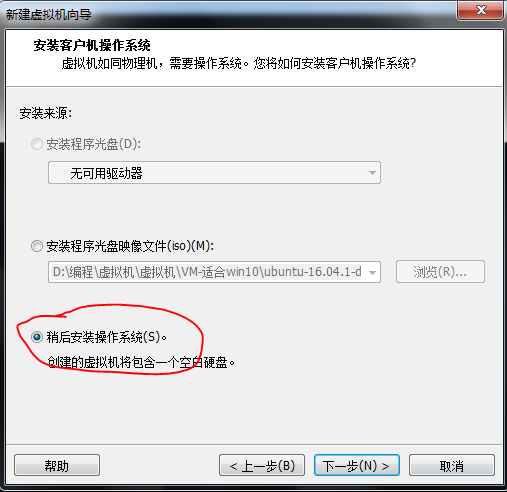 新建虚拟机向导
安装客户机操作系统
虚拟机如同物理机，需要操作系统。您将如何安装客户机操作系统?
安装来源:
安装程序光盘(D):
无可用驱动器
安装程序光盘映像文件(iso)(M):
D:\编程\虚拟机\虚拟机\VM-适合win10\ubuntu-16.04.1-d
浏览(R)...
稍后安装操作系统(S)。
创建的虚拟机将包含一个空白硬盘。
帮助
< 上一步(B)
下一步(N) >
取消